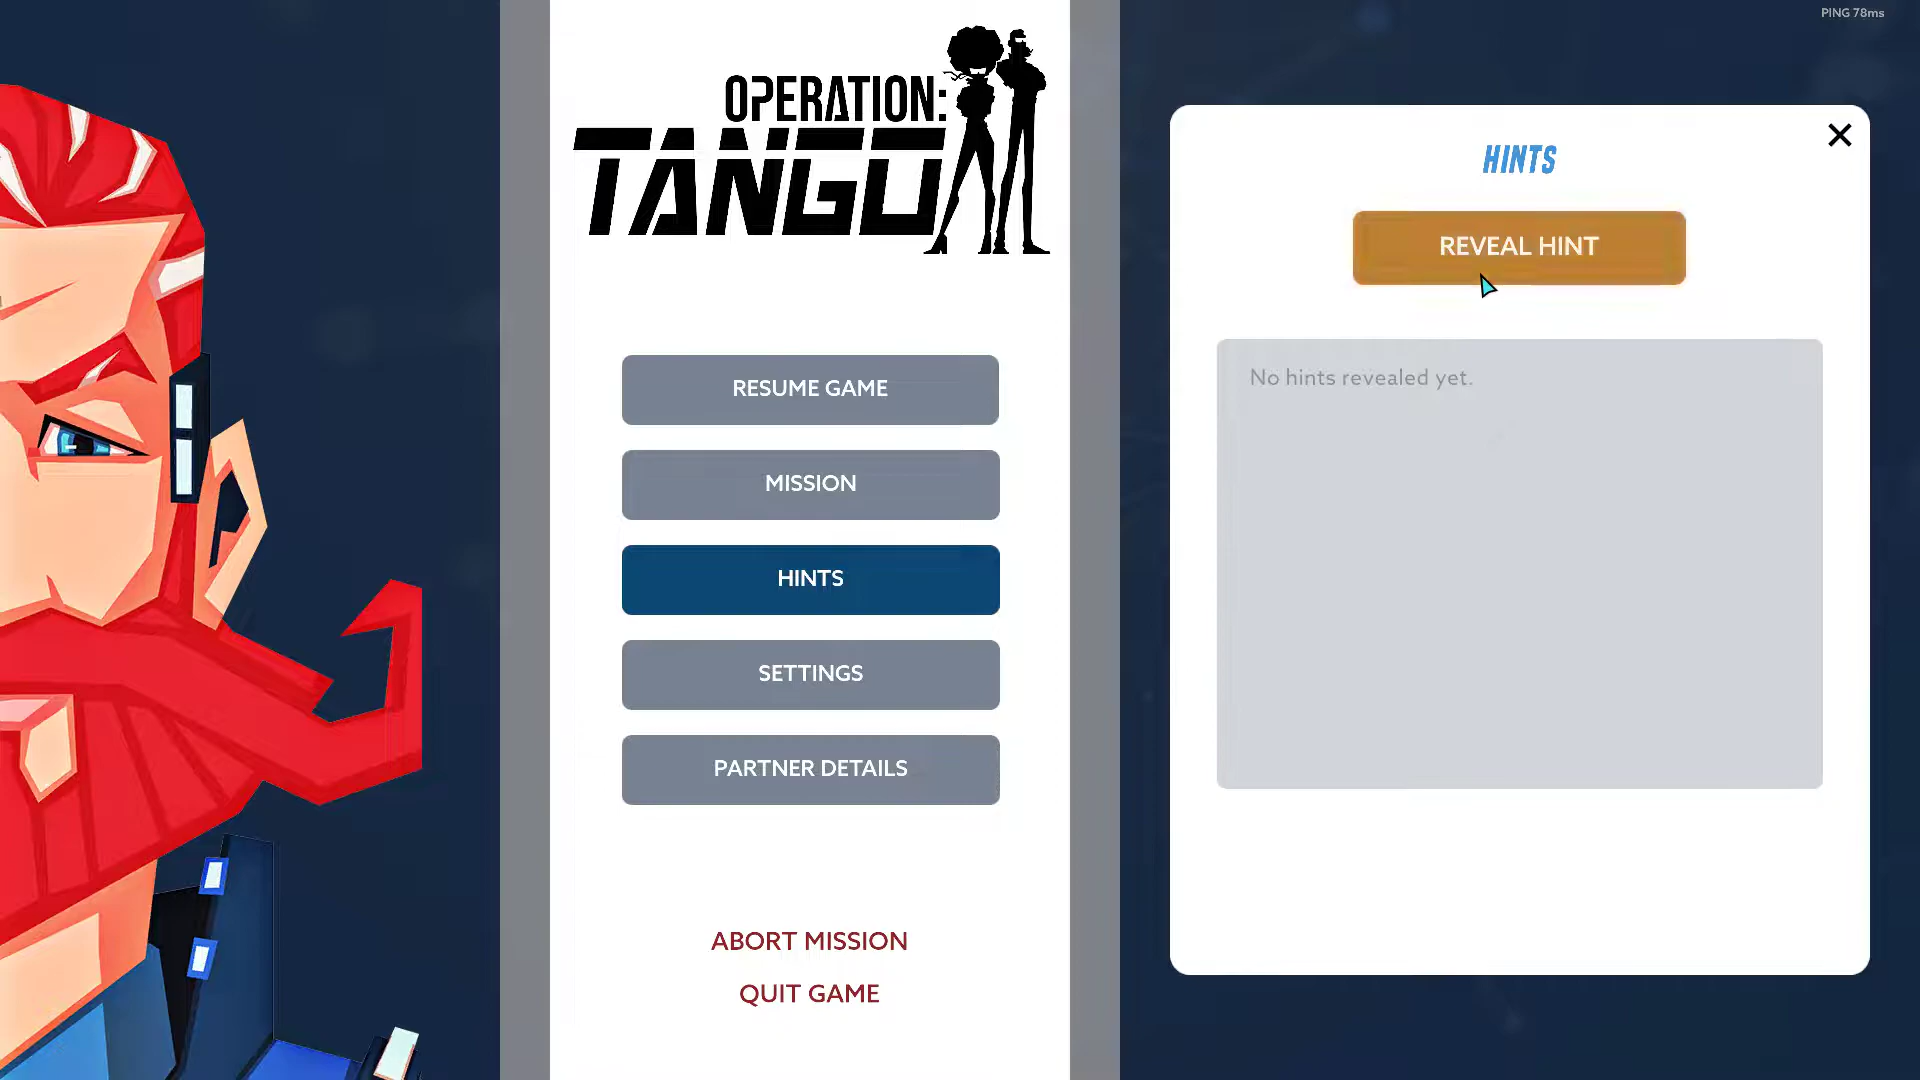 PING 78ms
OPERATION:
TANGO
RESUME GAME
MISSION
HINTS
SETTINGS
PARTNER DETAILS
ABORT MISSION
QUIT GAME
HINTS
REVEAL HINT
No hints revealed yet.